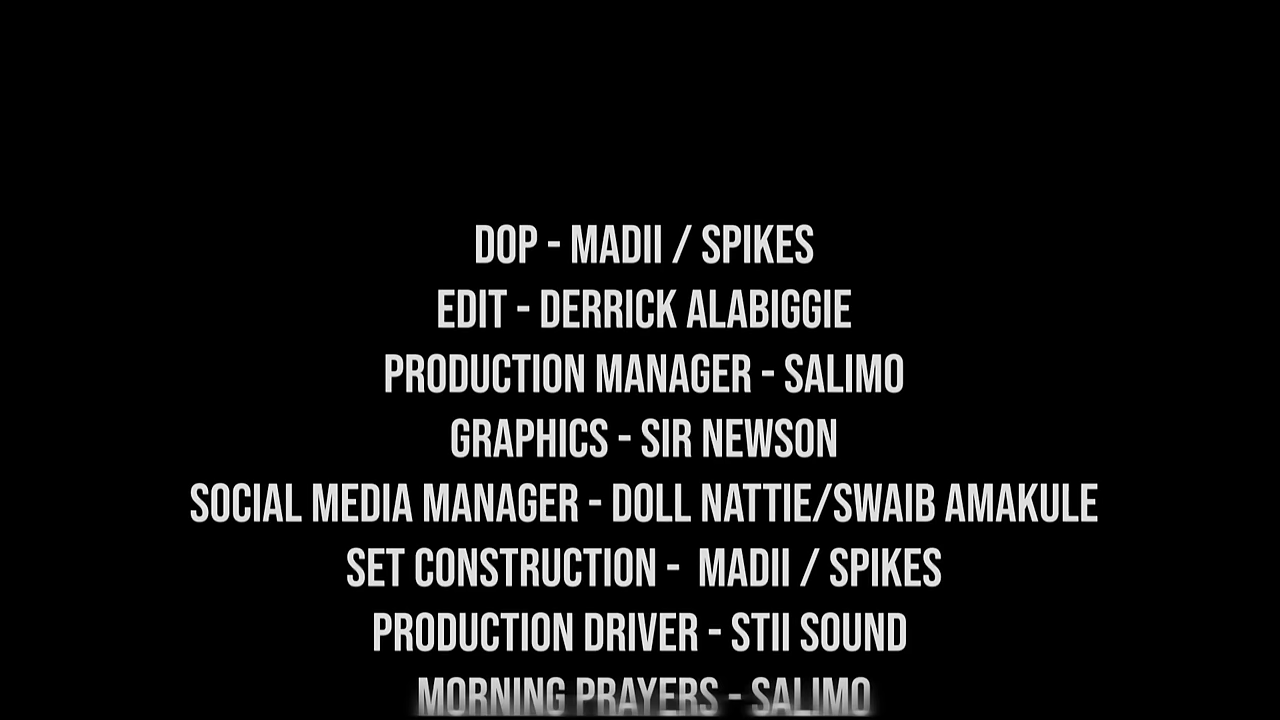 DOP - MADII / SPIKES
EDIT - DERRICK ALABIGGIE
PRODUCTION MANAGER - SALIMO
GRAPHICS - SIR NEWSON
SOCIAL MEDIA MANAGER - DOLL NATTIE/SWAIB AMAKULE
SET CONSTRUCTION -  MADII / SPIKES
PRODUCTION DRIVER - STII SOUND
MORNING PRAYERS - SALIMO